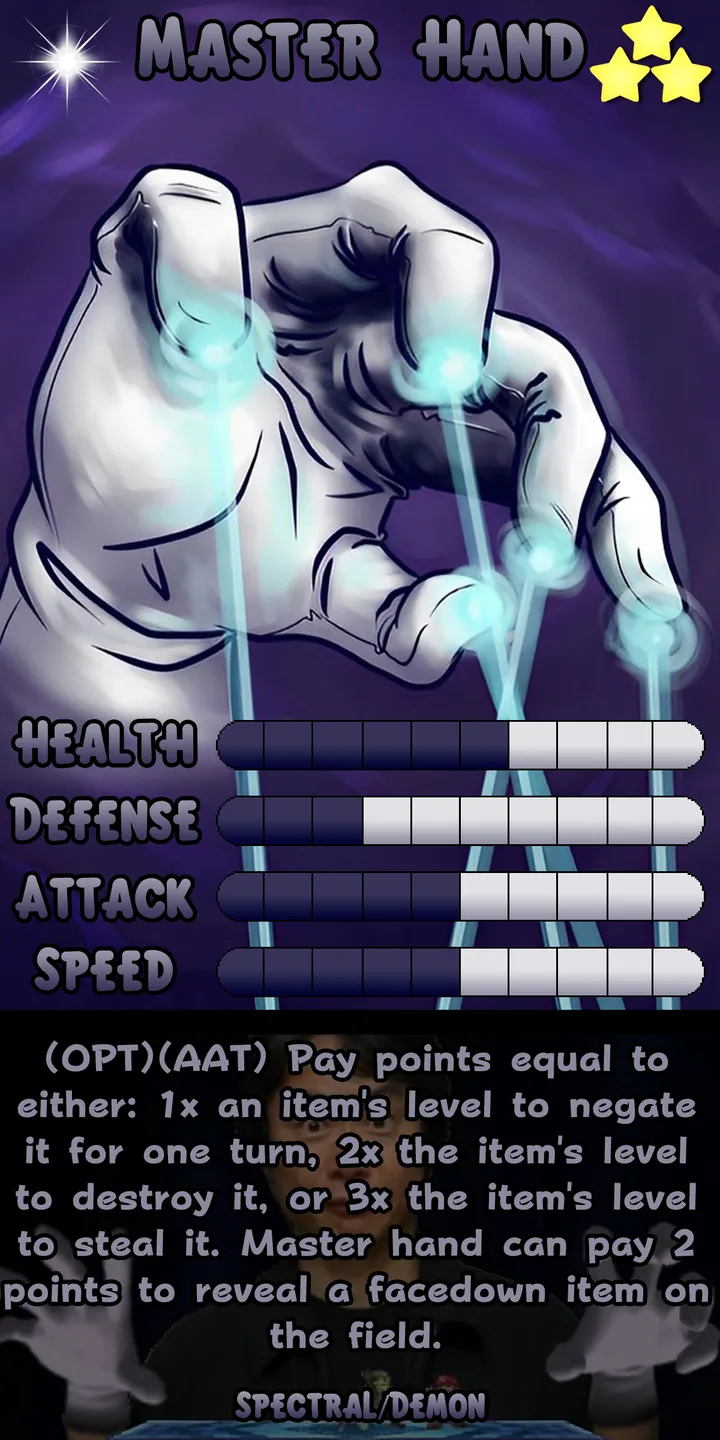 Master Hand
Health
Defense
Attack
Speed
(OPT)(AAT) Pay points equal to
either: 1x an item's level to negate
it for one turn, 2x the item's level
to destroy it, or 3x the item's level
to steal it. Master hand can pay 2
points to reveal a facedown item on
the field.
Spectral/Demon